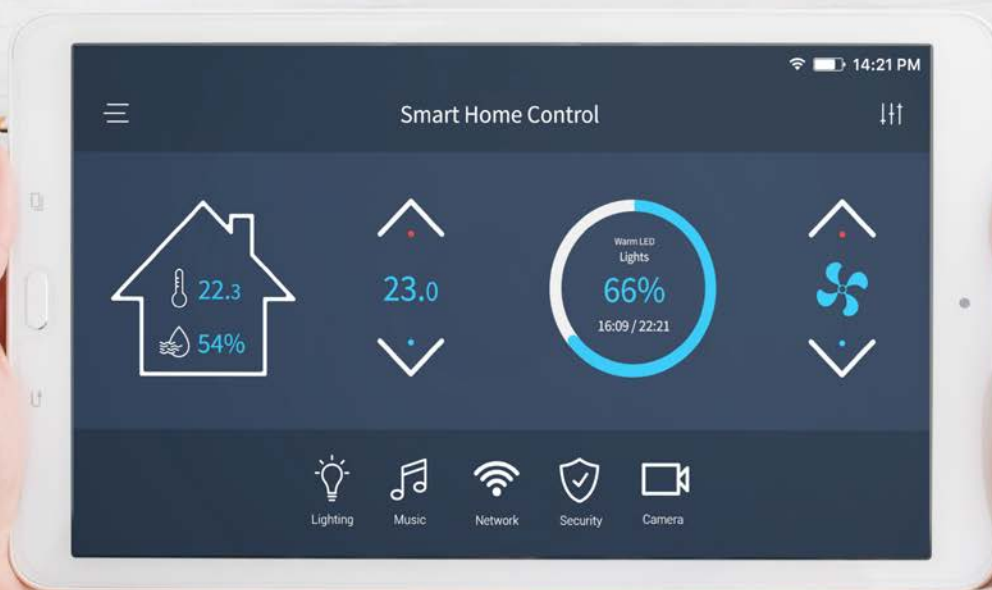 14:21 PM
Smart Home Control
Warm LED
Lights
22.3
23.0
66%
16:09 / 22:21
54%
Lighting
Music
Network
Security
Camera